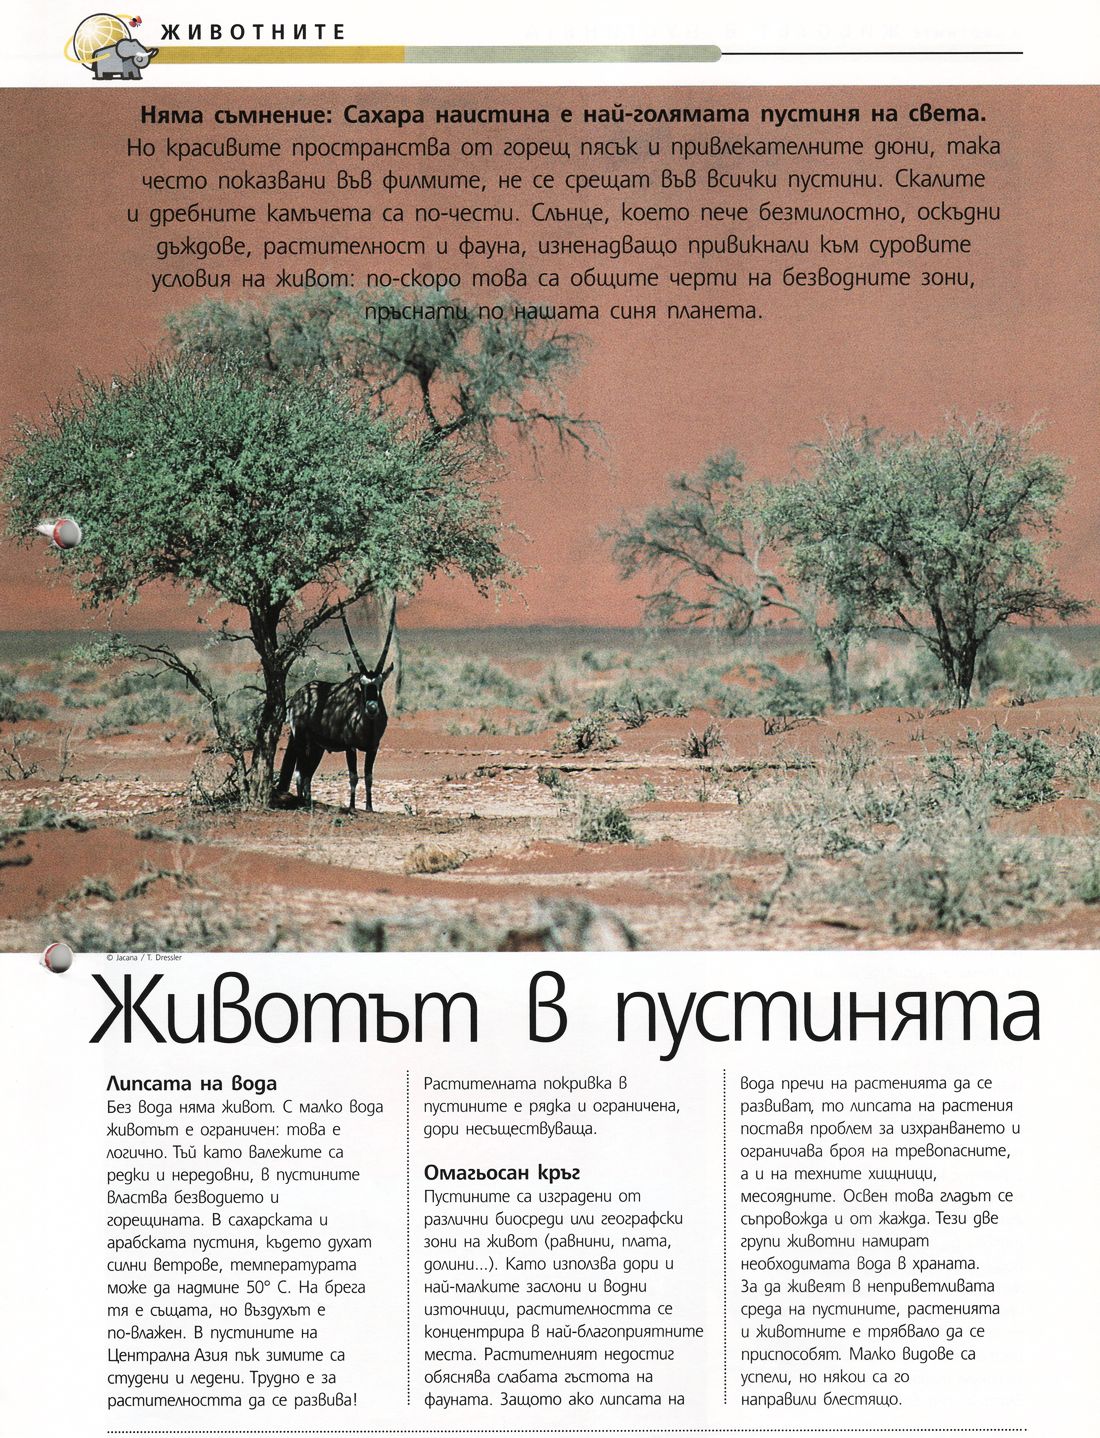 ЖИВОТНИТЕ
Няма съмнение: Сахара наистина е най-голямата пустиня на света.
Но красивите пространства от горещ пясък и привлекателните дюни, така
често показвани във филмите, не се срещат във всички пустини. Скалите
и дребните камъчета са по-чести. Слънце, което пече безмилостно, оскъдни
дъждове, растителност и фауна, изненадващо привикнали към суровите
условия на живот: по-скоро това са общите черти на безводните зони,
пръснати по нашата синя планета.
© Jacana / T. Dressler
Животът в пустинята
Липсата на вода
Без вода няма живот. С малко вода
животът е ограничен: това е
логично. Тъй като валежите са
редки и нередовни, в пустините
властва безводието и
горещината. В сахарската и
арабската пустиня, където духат
силни ветрове, температурата
може да надмине 50° С. На брега
тя е същата, но въздухът е
по-влажен. В пустините на
Централна Азия пък зимите са
студени и ледени. Трудно е за
растителността да се развива!
Растителната покривка в
пустините е рядка и ограничена,
дори несъществуваща.
Омагьосан кръг
Пустините са изградени от
различни биосреди или географски
зони на живот (равнини, плата,
долини...). Като използва дори и
най-малките заслони и водни
източници, растителността се
концентрира в най-благоприятните
места. Растителният недостиг
обяснява слабата гъстота на
фауната. Защото ако липсата на
вода пречи на растенията да се
развиват, то липсата на растения
поставя проблем за изхранването и
ограничава броя на тревопасните,
а и на техните хищници,
месоядните. Освен това гладът се
съпровожда и от жажда. Тези две
групи животни намират
необходимата вода в храната.
За да живеят в неприветливата
среда на пустините, растенията
и животните е трябвало да се
приспособят. Малко видове са
успели, но някои са го
направили блестящо.